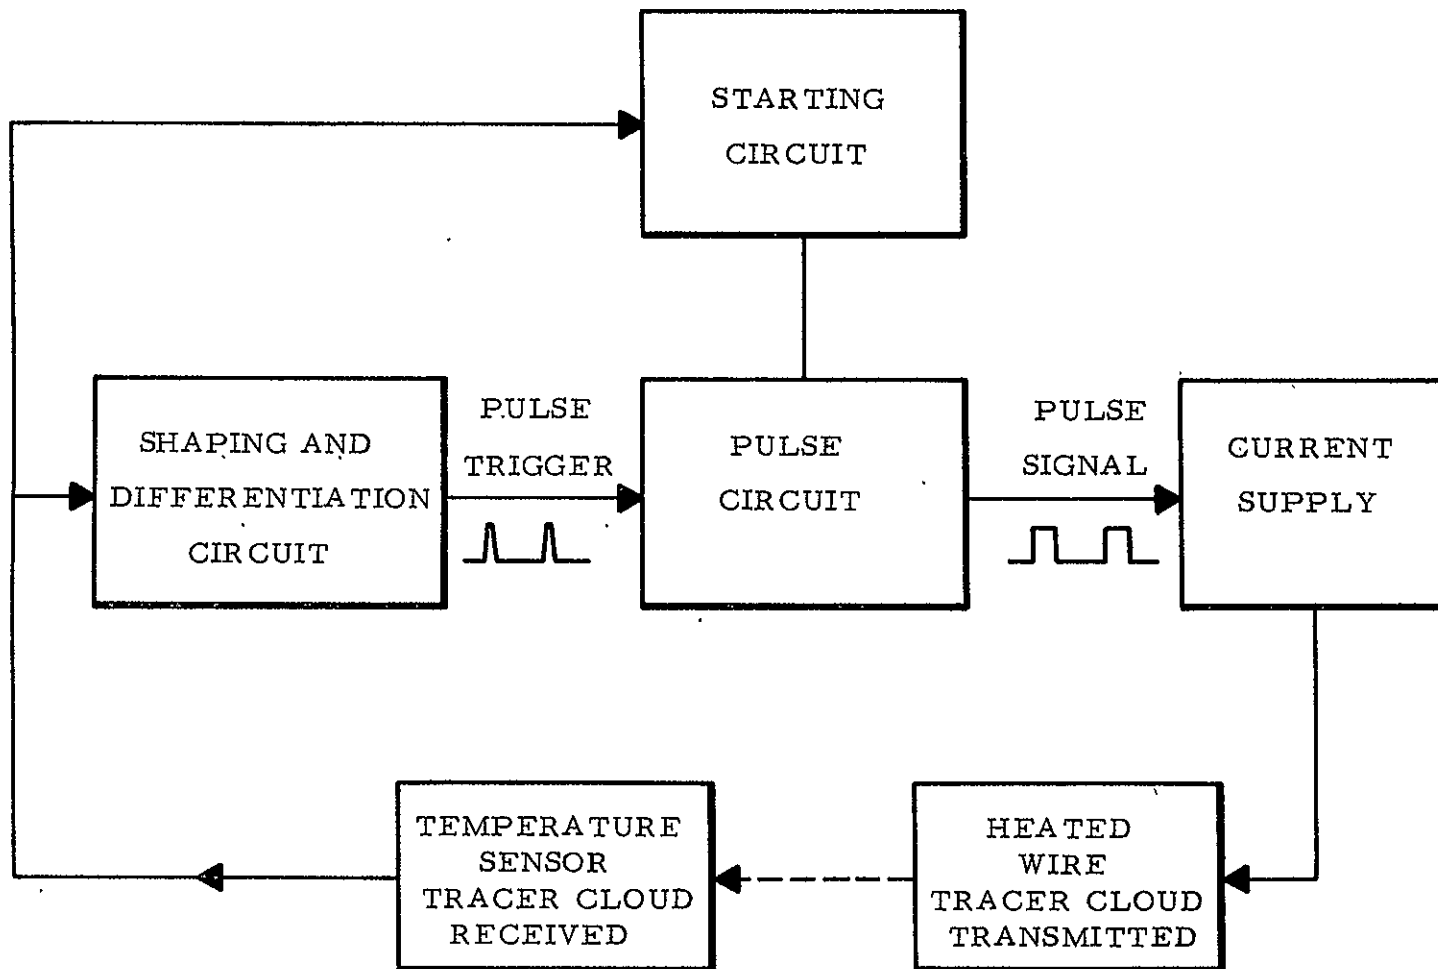 STARTING
CIRCUIT
SHAPING AND
DIFFERENTIATION
CIRCUIT
PULSE
TRIGGER
PULSE
CIRCUIT
PULSE
SIGNAL
CURRENT
SUPPLY
TEMPERATURE
SENSOR
TRACER CLOUD
RECEIVED
HEATED
WIRE
TRACER CLOUD
TRANSMITTED